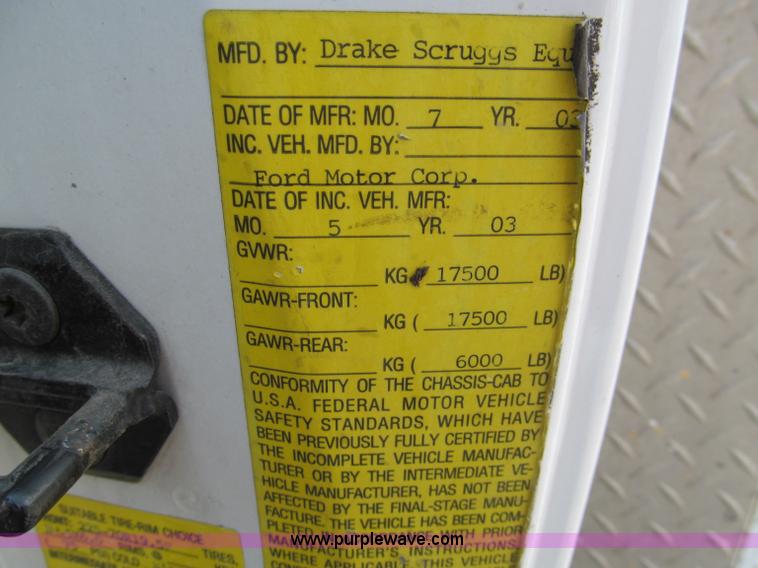 MFD. BY: Drake Scruggs Equ
DATE OF MFR: MO. 7 YR. 03
INC. VEH. MFD. BY:
Ford Motor Corp.
DATE OF INC. VEH. MFR:
MO. 5 YR. 03
GVWR:
KG 17500 LB)
GAWR-FRONT:
KG ( 17500 LB)
GAWR-REAR:
KG ( 6000 LB)
CONFORMITY OF THE CHASSIS-CAB TO
U.S.A. FEDERAL MOTOR VEHICLE
SAFETY STANDARDS, WHICH HAVE
BEEN PREVIOUSLY FULLY CERTIFIED BY
THE INCOMPLETE VEHICLE MANUFAC-
TURER OR BY THE INTERMEDIATE VE-
HICLE MANUFACTURER, HAS NOT BEEN
AFFECTED BY THE FINAL-STAGE MANU-
FACTURE. THE VEHICLE HAS BEEN COM-
PLETED WITH PRIOR
MANUFACTURER'S INSTRUCTIONS
WHERE APPLICABLE. THIS VEHICLE
SUITABLE TIRE-RIM CHOICE
TIRES,
RIMS, @
PSI COLD
www.purplewave.com